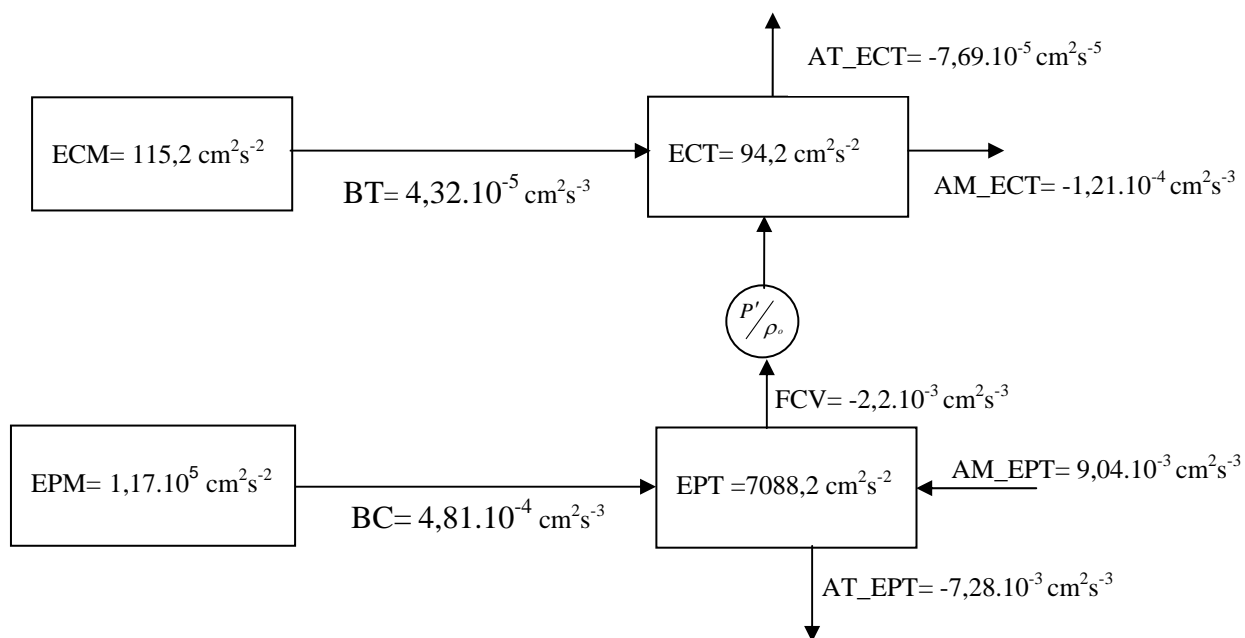 AT_ECT= -7,69.10⁻⁵ cm²s⁻⁵
ECM= 115,2 cm²s⁻²
ECT= 94,2 cm²s⁻²
BT= 4,32.10⁻⁵ cm²s⁻³
AM_ECT= -1,21.10⁻⁴ cm²s⁻³
P'/ρₒ
FCV= -2,2.10⁻³ cm²s⁻³
EPM= 1,17.10⁵ cm²s⁻²
EPT =7088,2 cm²s⁻²
AM_EPT= 9,04.10⁻³ cm²s⁻³
BC= 4,81.10⁻⁴ cm²s⁻³
AT_EPT= -7,28.10⁻³ cm²s⁻³